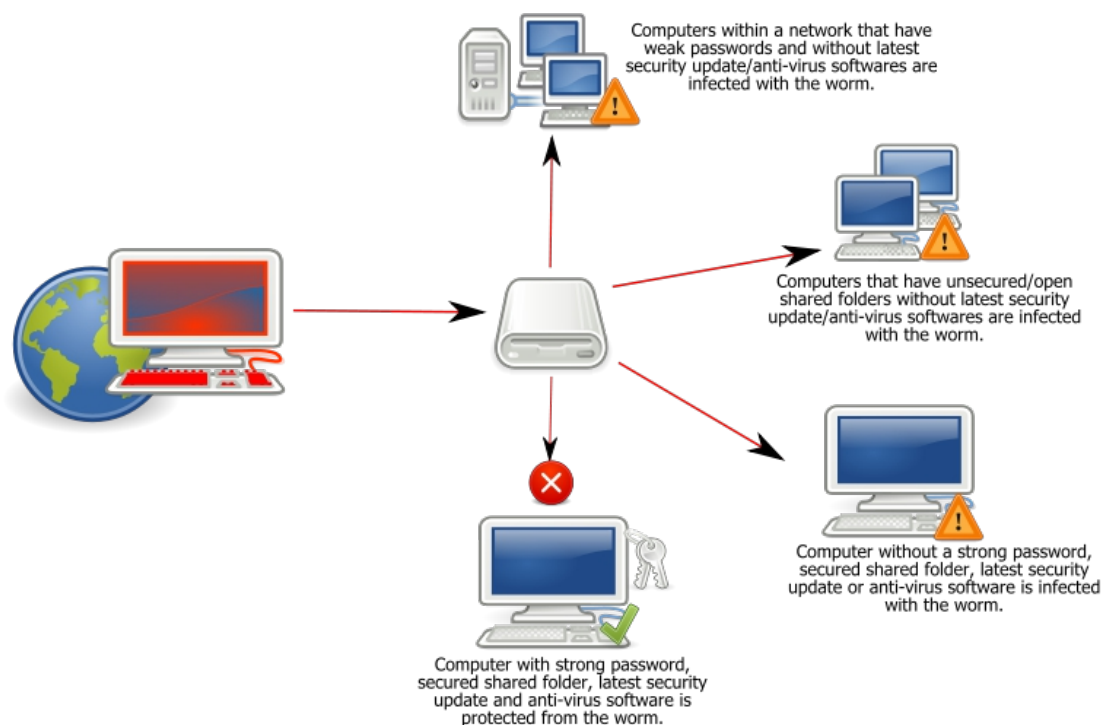 Computers within a network that have
weak passwords and without latest
security update/anti-virus softwares are
infected with the worm.
Computers that have unsecured/open
shared folders without latest security
update/anti-virus softwares are infected
with the worm.
Computer without a strong password,
secured shared folder, latest security
update or anti-virus software is infected
with the worm.
Computer with strong password,
secured shared folder, latest security
update and anti-virus software is
protected from the worm.